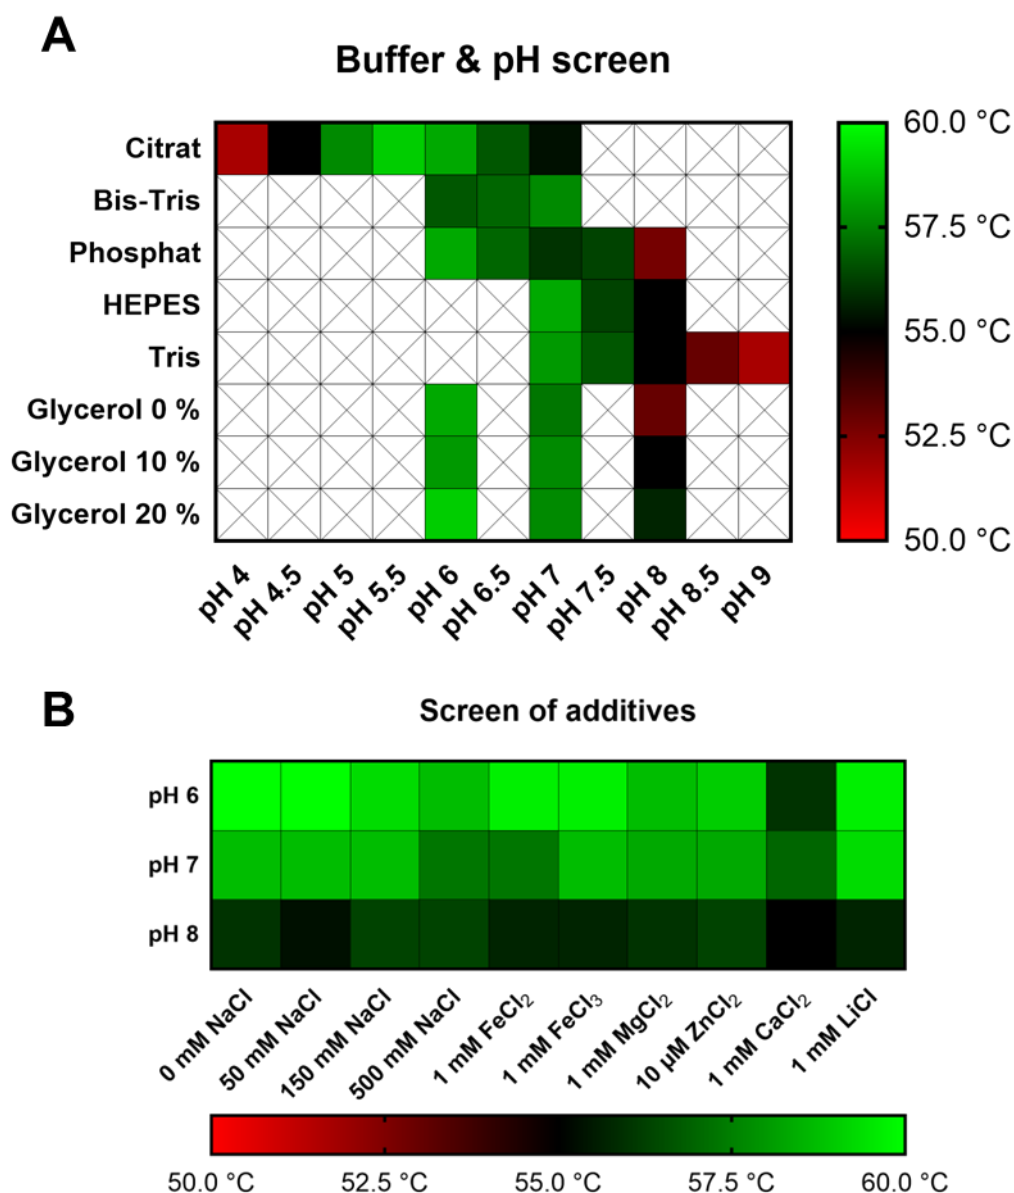 A
Buffer & pH screen
Citrat
Bis-Tris
Phosphat
HEPES
Tris
Glycerol 0 %
Glycerol 10 %
Glycerol 20 %
pH 4
pH 4.5
pH 5
pH 5.5
pH 6
pH 6.5
pH 7
pH 7.5
pH 8
pH 8.5
pH 9
60.0 °C
57.5 °C
55.0 °C
52.5 °C
50.0 °C
B
Screen of additives
pH 6
pH 7
pH 8
0 mM NaCl
50 mM NaCl
150 mM NaCl
500 mM NaCl
1 mM FeCl₂
1 mM FeCl₃
1 mM MgCl₂
10 µM ZnCl₂
1 mM CaCl₂
1 mM LiCl
50.0 °C
52.5 °C
55.0 °C
57.5 °C
60.0 °C